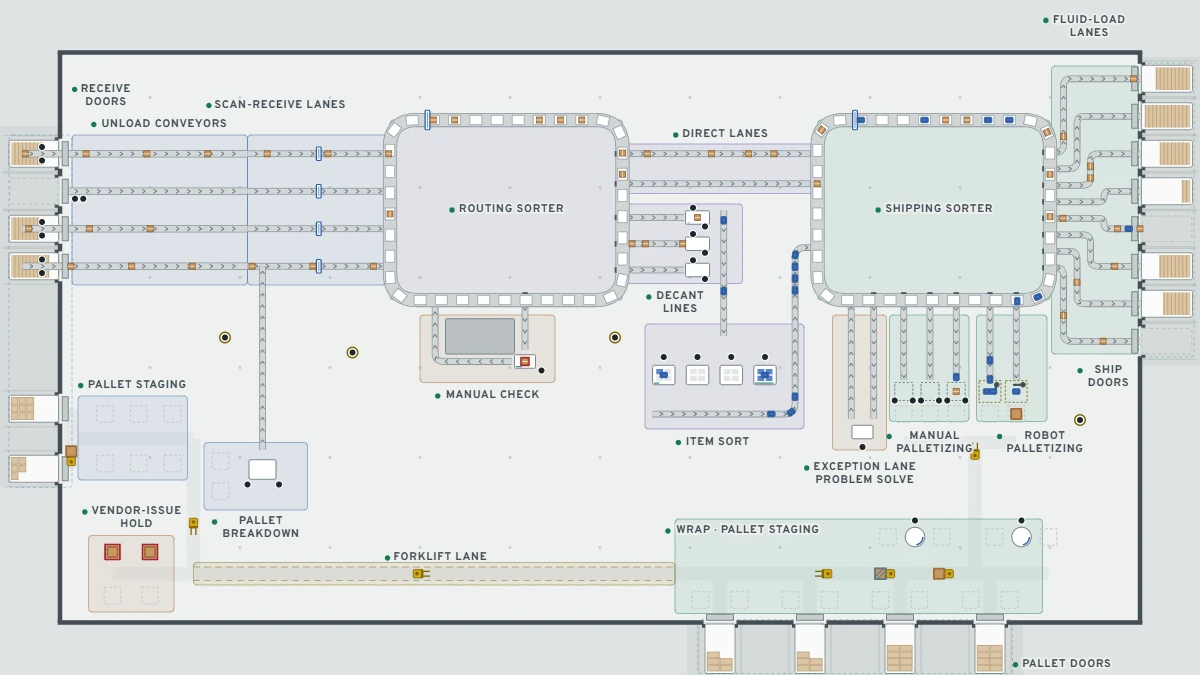 FLUID-LOAD
LANES
RECEIVE
DOORS
SCAN-RECEIVE LANES
UNLOAD CONVEYORS
DIRECT LANES
ROUTING SORTER
SHIPPING SORTER
DECANT
LINES
SHIP
DOORS
PALLET STAGING
MANUAL CHECK
ITEM SORT
MANUAL
PALLETIZING
ROBOT
PALLETIZING
EXCEPTION LANE
PROBLEM SOLVE
VENDOR-ISSUE
HOLD
PALLET
BREAKDOWN
WRAP · PALLET STAGING
FORKLIFT LANE
PALLET DOORS